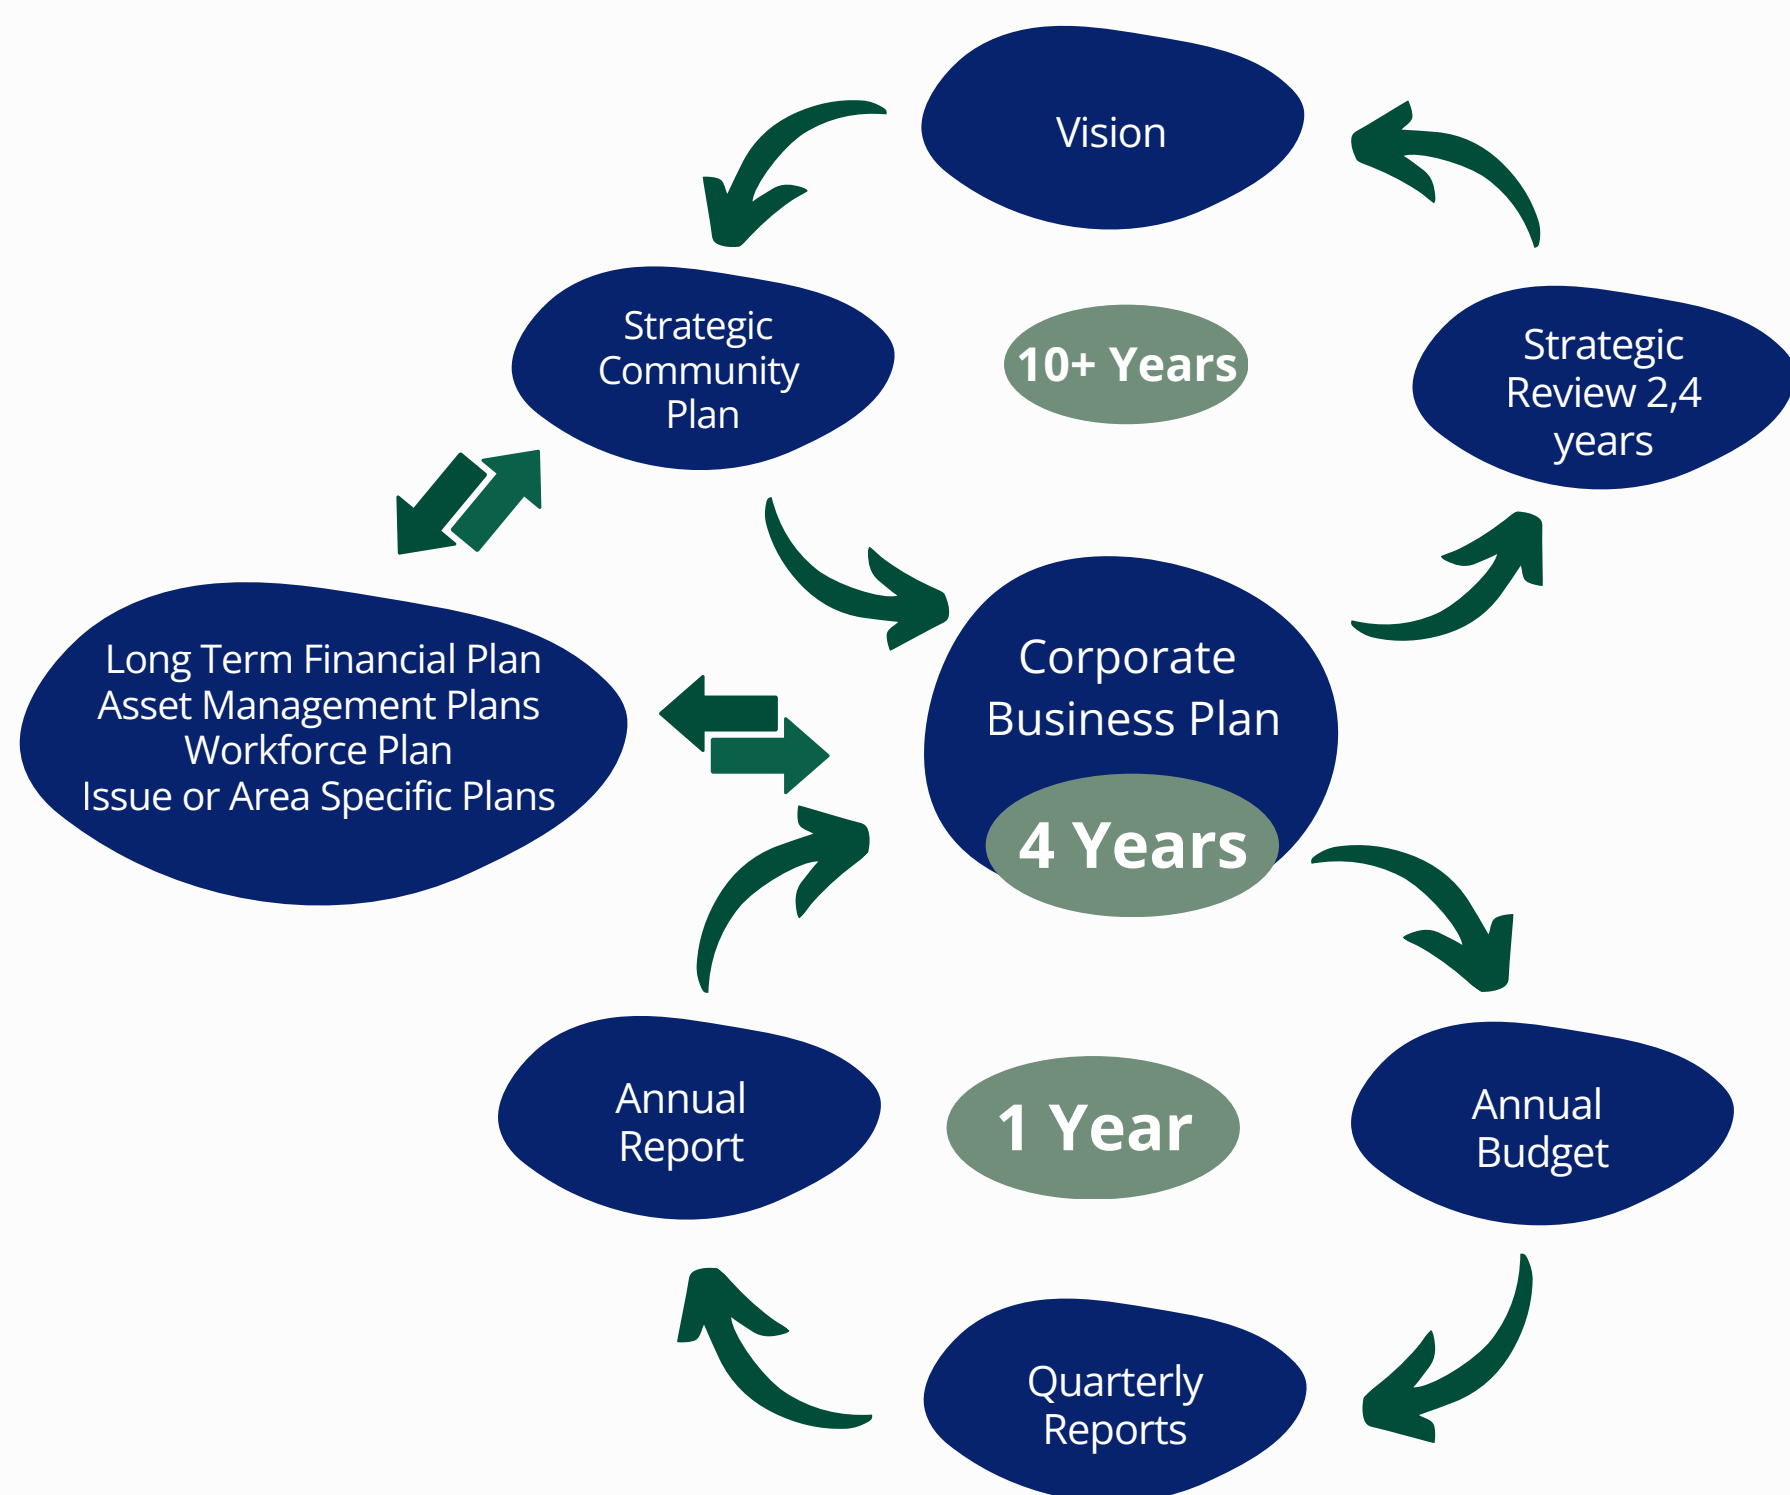 Vision
Strategic
Community
Plan
10+ Years
Strategic
Review 2,4
years
Long Term Financial Plan
Asset Management Plans
Workforce Plan
Issue or Area Specific Plans
Corporate
Business Plan
4 Years
Annual
Report
1 Year
Annual
Budget
Quarterly
Reports